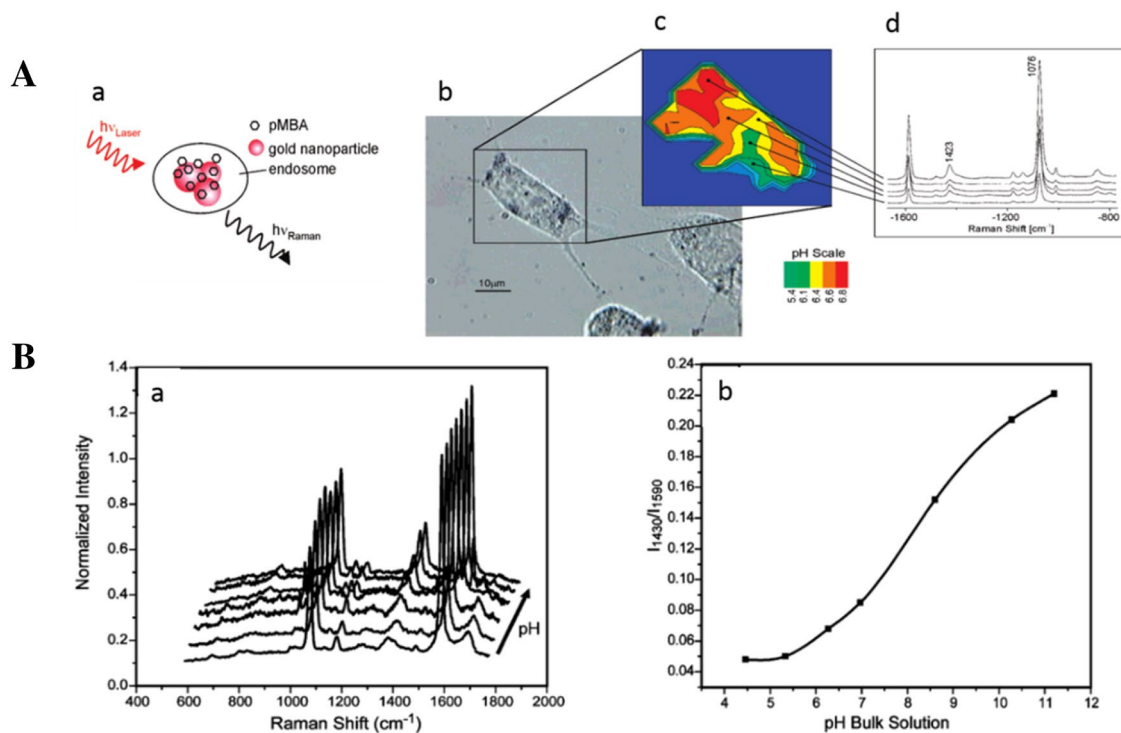 A
a
hνLaser
pMBA
gold nanoparticle
endosome
hνRaman
b
10µm
c
pH Scale
5.4
6.1
6.4
6.6
6.8
d
1423
1076
-1600
-1200
-800
Raman Shift [cm⁻¹]
B
a
Normalized Intensity
1.4
1.2
1.0
0.8
0.6
0.4
0.2
0.0
pH
400 600 800 1000 1200 1400 1600 1800 2000
Raman Shift (cm⁻¹)
b
I1430/I1590
0.24
0.22
0.20
0.18
0.16
0.14
0.12
0.10
0.08
0.06
0.04
4 5 6 7 8 9 10 11 12
pH Bulk Solution